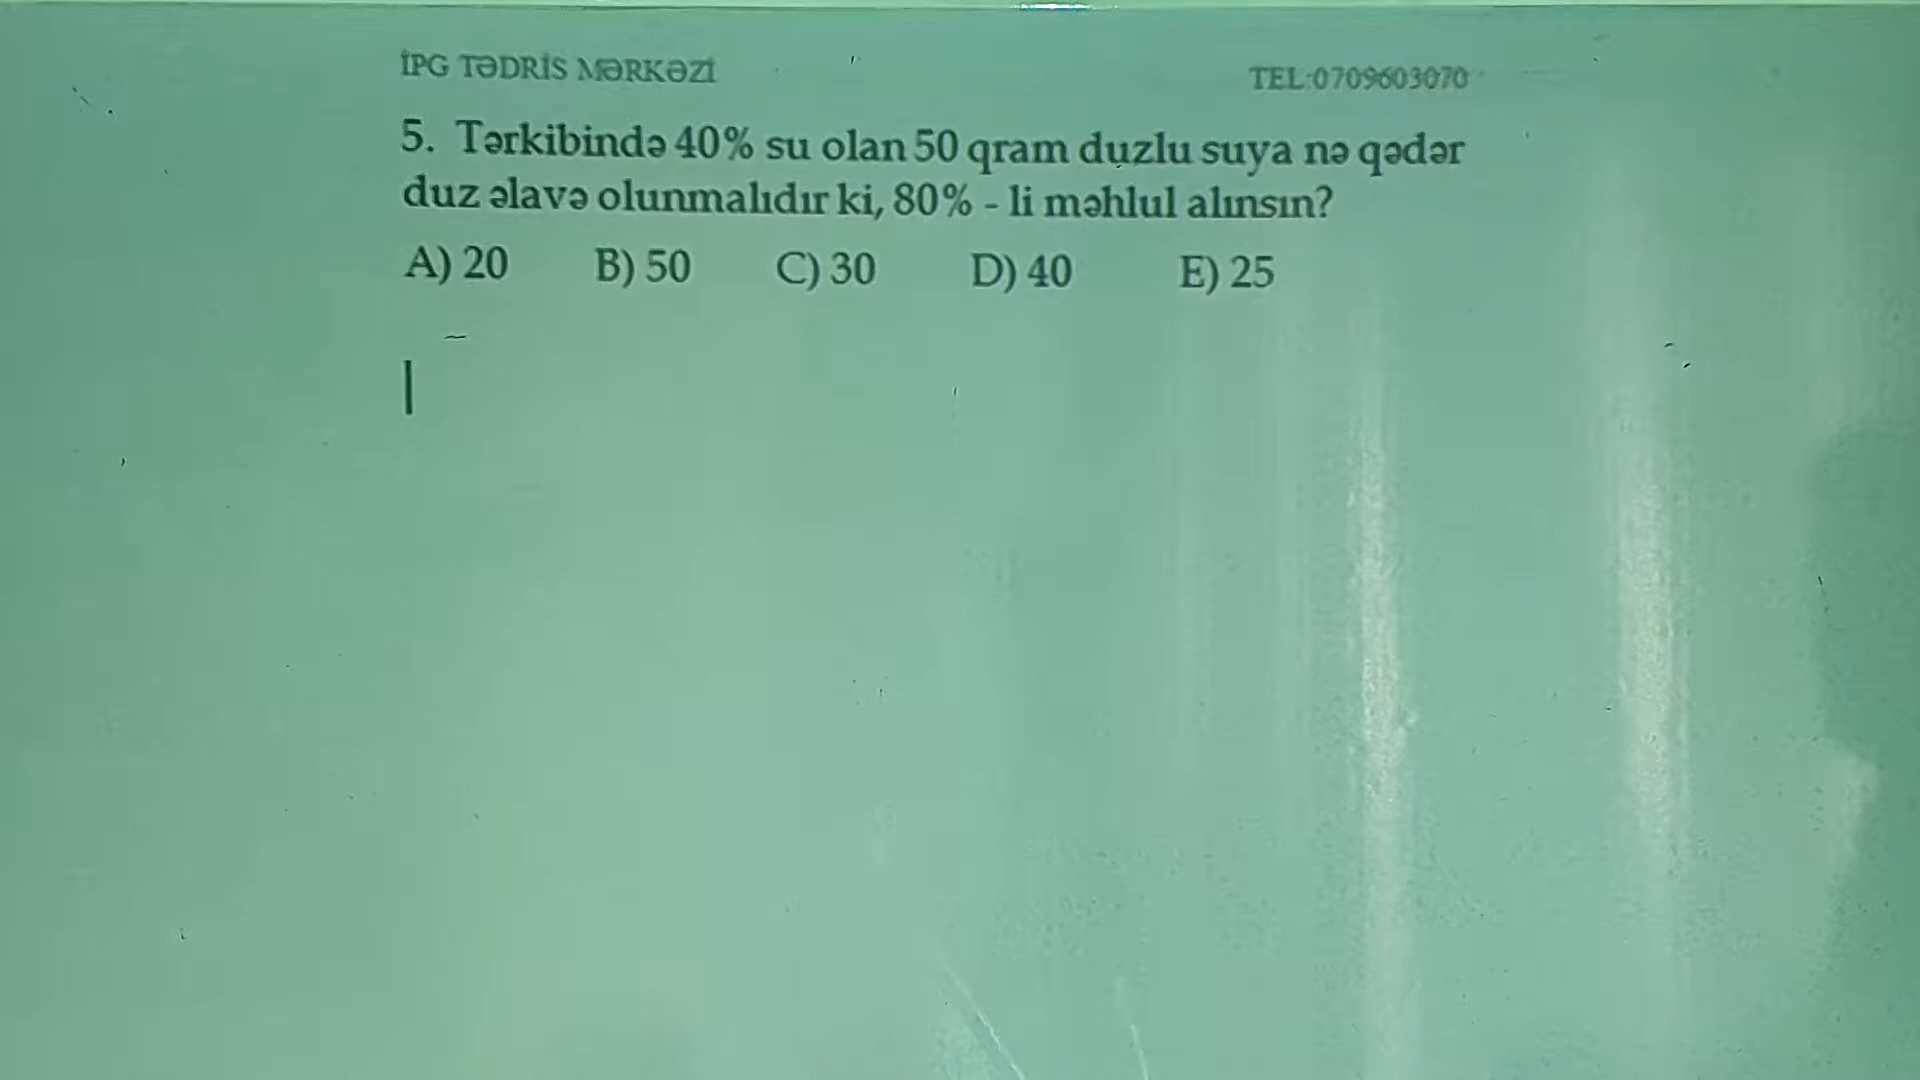 İPG TƏDRİS MƏRKƏZİ
TEL:0709603070
5. Tərkibində 40% su olan 50 qram duzlu suya nə qədər
duz əlavə olunmalıdır ki, 80% - li məhlul alınsın?
A) 20 B) 50 C) 30 D) 40 E) 25